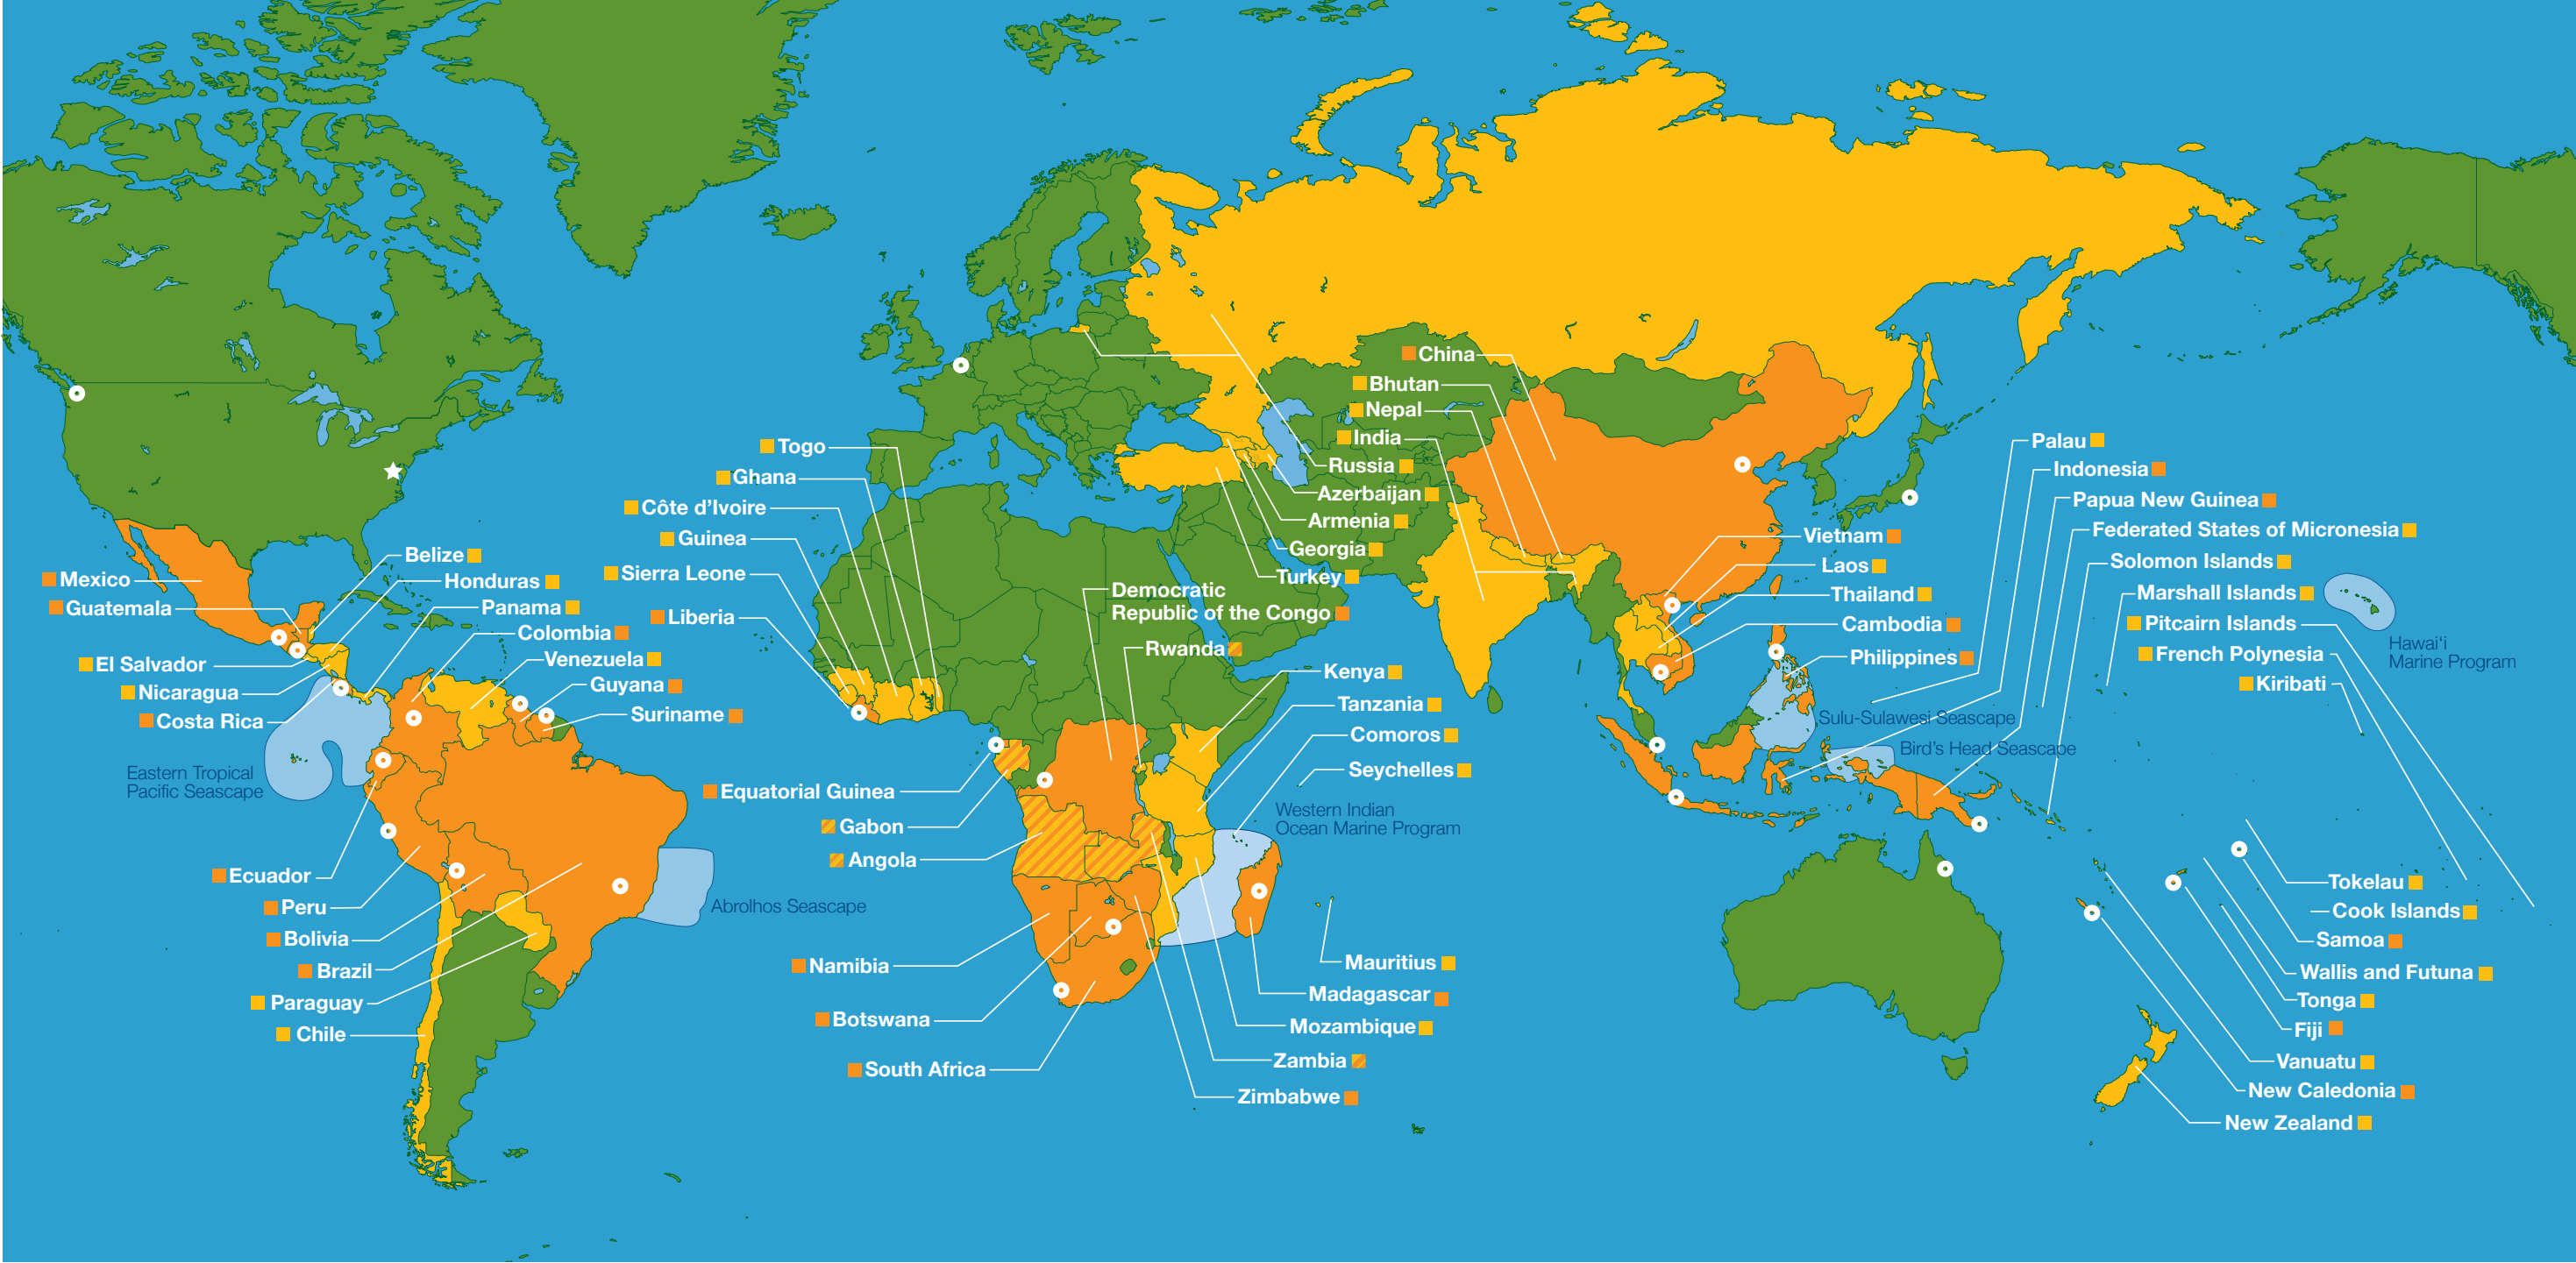 Mexico
Guatemala
El Salvador
Nicaragua
Costa Rica
Belize
Honduras
Panama
Colombia
Venezuela
Guyana
Suriname
Eastern Tropical
Pacific Seascape
Ecuador
Peru
Bolivia
Brazil
Paraguay
Chile
Abrolhos Seascape
Togo
Ghana
Côte d’Ivoire
Guinea
Sierra Leone
Liberia
Equatorial Guinea
Gabon
Angola
Namibia
Botswana
South Africa
Democratic
Republic of the Congo
Rwanda
Kenya
Tanzania
Comoros
Seychelles
Western Indian
Ocean Marine Program
Mauritius
Madagascar
Mozambique
Zambia
Zimbabwe
China
Bhutan
Nepal
India
Russia
Azerbaijan
Armenia
Georgia
Turkey
Vietnam
Laos
Thailand
Cambodia
Philippines
Sulu-Sulawesi Seascape
Bird’s Head Seascape
Palau
Indonesia
Papua New Guinea
Federated States of Micronesia
Solomon Islands
Marshall Islands
Pitcairn Islands
French Polynesia
Kiribati
Hawai‘i
Marine Program
Tokelau
Cook Islands
Samoa
Wallis and Futuna
Tonga
Fiji
Vanuatu
New Caledonia
New Zealand